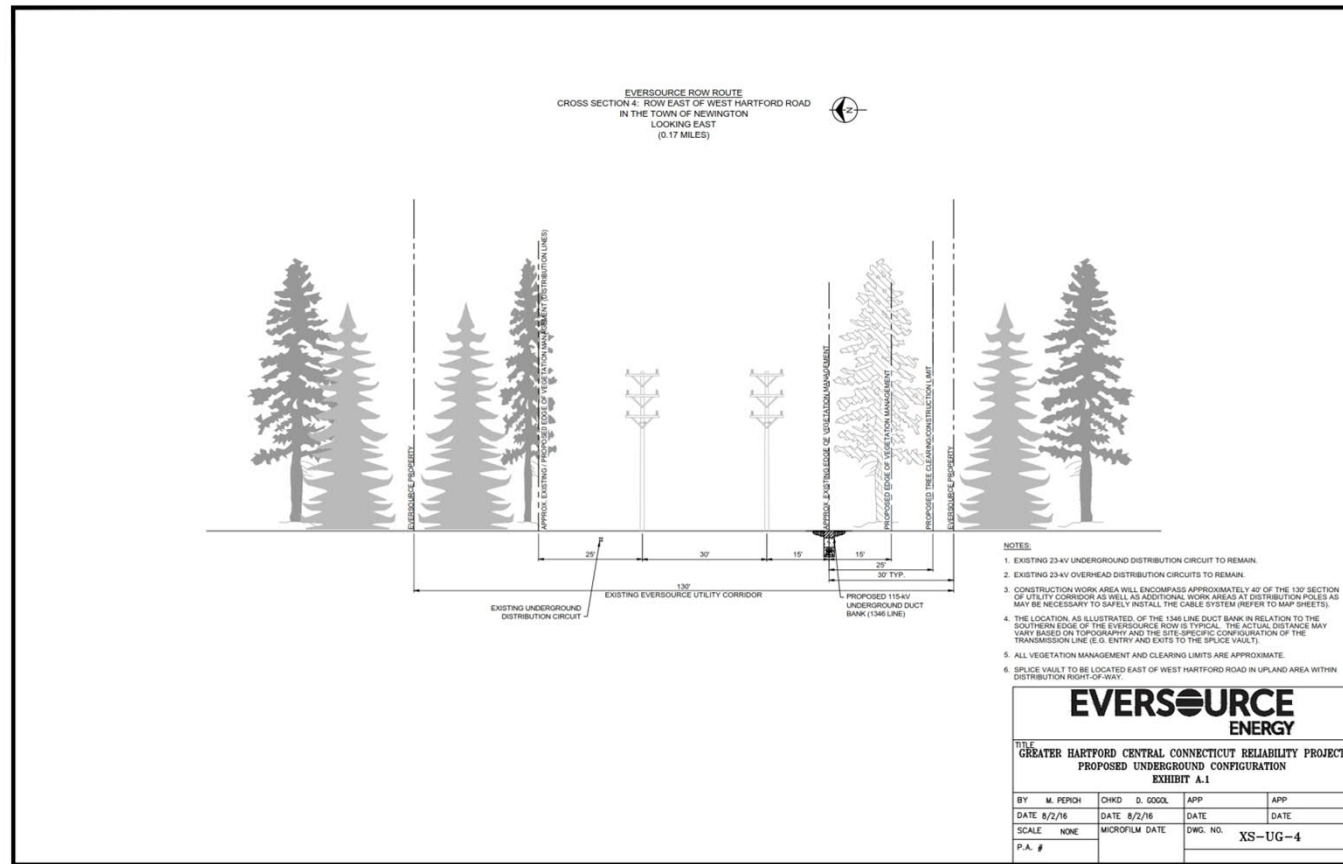 EVERSOURCE ROW ROUTE
CROSS SECTION 4: ROW EAST OF WEST HARTFORD ROAD
IN THE TOWN OF NEWINGTON
LOOKING EAST
(0.17 MILES)
N
EVERSOURCE PROPERTY
APPROX. EXISTING / PROPOSED EDGE OF VEGETATION MANAGEMENT (DISTRIBUTION LINES)
APPRROX. EXISTING EDGE OF VEGETATION MANAGEMENT
PROPOSED EDGE OF VEGETATION MANAGEMENT
PROPOSED TREE CLEARING/CONSTRUCTION LIMIT
EVERSOURCE PROPERTY
25'
30'
15'
15'
25'
30' TYP.
130'
EXISTING EVERSOURCE UTILITY CORRIDOR
EXISTING UNDERGROUND
DISTRIBUTION CIRCUIT
PROPOSED 115-kV
UNDERGROUND DUCT
BANK (1346 LINE)
NOTES:
1. EXISTING 23-kV UNDERGROUND DISTRIBUTION CIRCUIT TO REMAIN.
2. EXISTING 23-kV OVERHEAD DISTRIBUTION CIRCUITS TO REMAIN.
3. CONSTRUCTION WORK AREA WILL ENCOMPASS APPROXIMATELY 40' OF THE 130' SECTION
OF UTILITY CORRIDOR AS WELL AS ADDITIONAL WORK AREAS AT DISTRIBUTION POLES AS
MAY BE NECESSARY TO SAFELY INSTALL THE CABLE SYSTEM (REFER TO MAP SHEETS).
4. THE LOCATION, AS ILLUSTRATED, OF THE 1346 LINE DUCT BANK IN RELATION TO THE
SOUTHERN EDGE OF THE EVERSOURCE ROW IS TYPICAL. THE ACTUAL DISTANCE MAY
VARY BASED ON TOPOGRAPHY AND THE SITE-SPECIFIC CONFIGURATION OF THE
TRANSMISSION LINE (E.G. ENTRY AND EXITS TO THE SPLICE VAULT).
5. ALL VEGETATION MANAGEMENT AND CLEARING LIMITS ARE APPROXIMATE.
6. SPLICE VAULT TO BE LOCATED EAST OF WEST HARTFORD ROAD IN UPLAND AREA WITHIN
DISTRIBUTION RIGHT-OF-WAY.
EVERSOURCE
ENERGY
TITLE
GREATER HARTFORD CENTRAL CONNECTICUT RELIABILITY PROJECT
PROPOSED UNDERGROUND CONFIGURATION
EXHIBIT A.1
BY M. PEPICH CHKD D. GOGOL APP APP
DATE 8/2/16 DATE 8/2/16 DATE DATE
SCALE NONE MICROFILM DATE DWG. NO. XS-UG-4
P.A. #